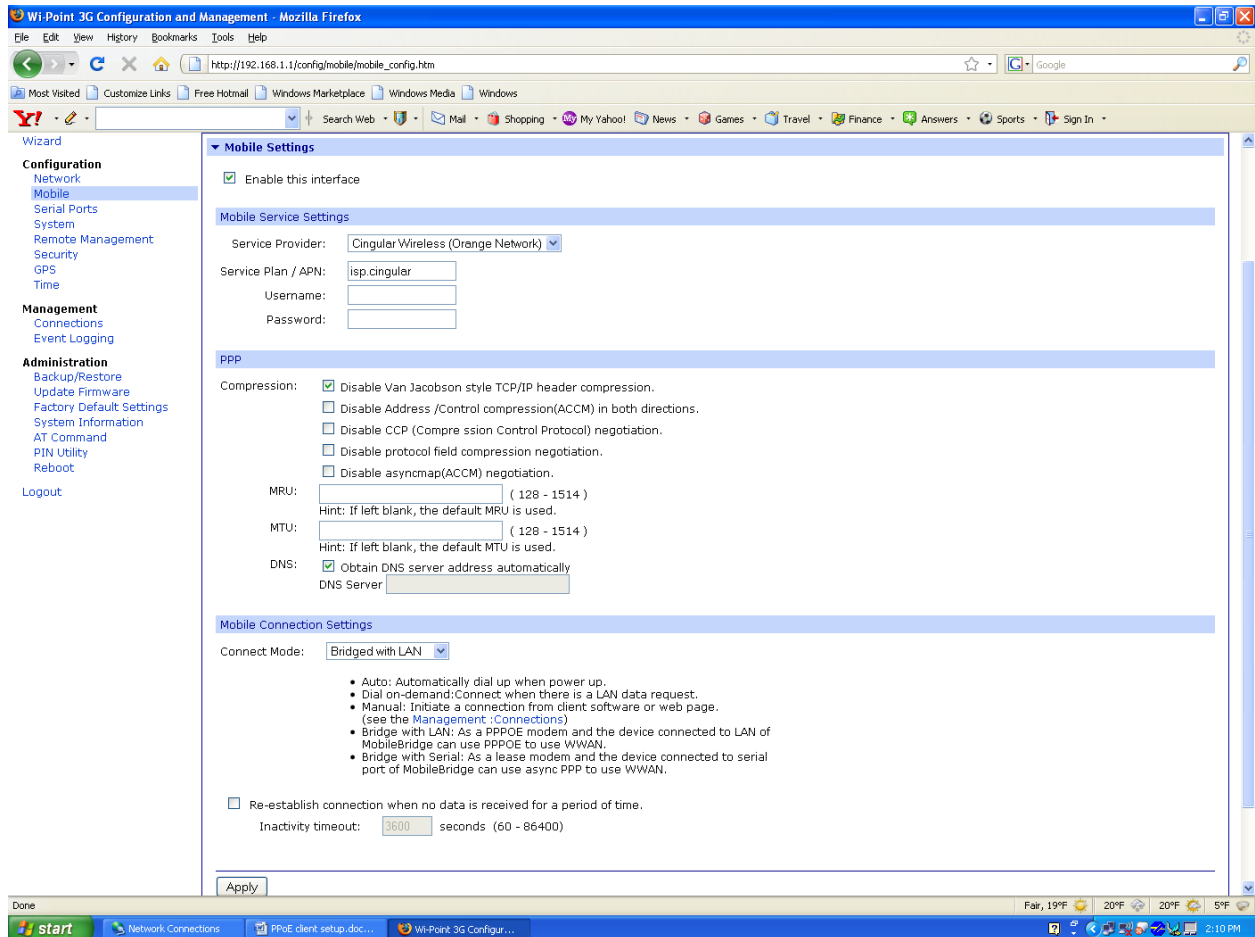 Wi-Point 3G Configuration and Management - Mozilla Firefox
File Edit View History Bookmarks Tools Help
http://192.168.1.1/config/mobile/mobile_config.htm
Google
Most Visited Customize Links Free Hotmail Windows Marketplace Windows Media Windows
Y! Search Web Mail Shopping My Yahoo! News Games Travel Finance Answers Sports Sign In
Wizard
Configuration
Network
Mobile
Serial Ports
System
Remote Management
Security
GPS
Time
Management
Connections
Event Logging
Administration
Backup/Restore
Update Firmware
Factory Default Settings
System Information
AT Command
PIN Utility
Reboot
Logout
Mobile Settings
Enable this interface
Mobile Service Settings
Service Provider: Cingular Wireless (Orange Network)
Service Plan / APN: isp.cingular
Username:
Password:
PPP
Compression: Disable Van Jacobson style TCP/IP header compression.
Disable Address /Control compression(ACCM) in both directions.
Disable CCP (Compre ssion Control Protocol) negotiation.
Disable protocol field compression negotiation.
Disable asyncmap(ACCM) negotiation.
MRU: ( 128 - 1514 )
Hint: If left blank, the default MRU is used.
MTU: ( 128 - 1514 )
Hint: If left blank, the default MTU is used.
DNS: Obtain DNS server address automatically
DNS Server
Mobile Connection Settings
Connect Mode: Bridged with LAN
• Auto: Automatically dial up when power up.
• Dial on-demand:Connect when there is a LAN data request.
• Manual: Initiate a connection from client software or web page.
(see the Management :Connections)
• Bridge with LAN: As a PPPOE modem and the device connected to LAN of
MobileBridge can use PPPOE to use WWAN.
• Bridge with Serial: As a lease modem and the device connected to serial
port of MobileBridge can use async PPP to use WWAN.
Re-establish connection when no data is received for a period of time.
Inactivity timeout: 3600 seconds (60 - 86400)
Apply
Done
Fair, 19°F 20°F 20°F 5°F
start Network Connections PPoE client setup.doc... Wi-Point 3G Configur... 2:10 PM